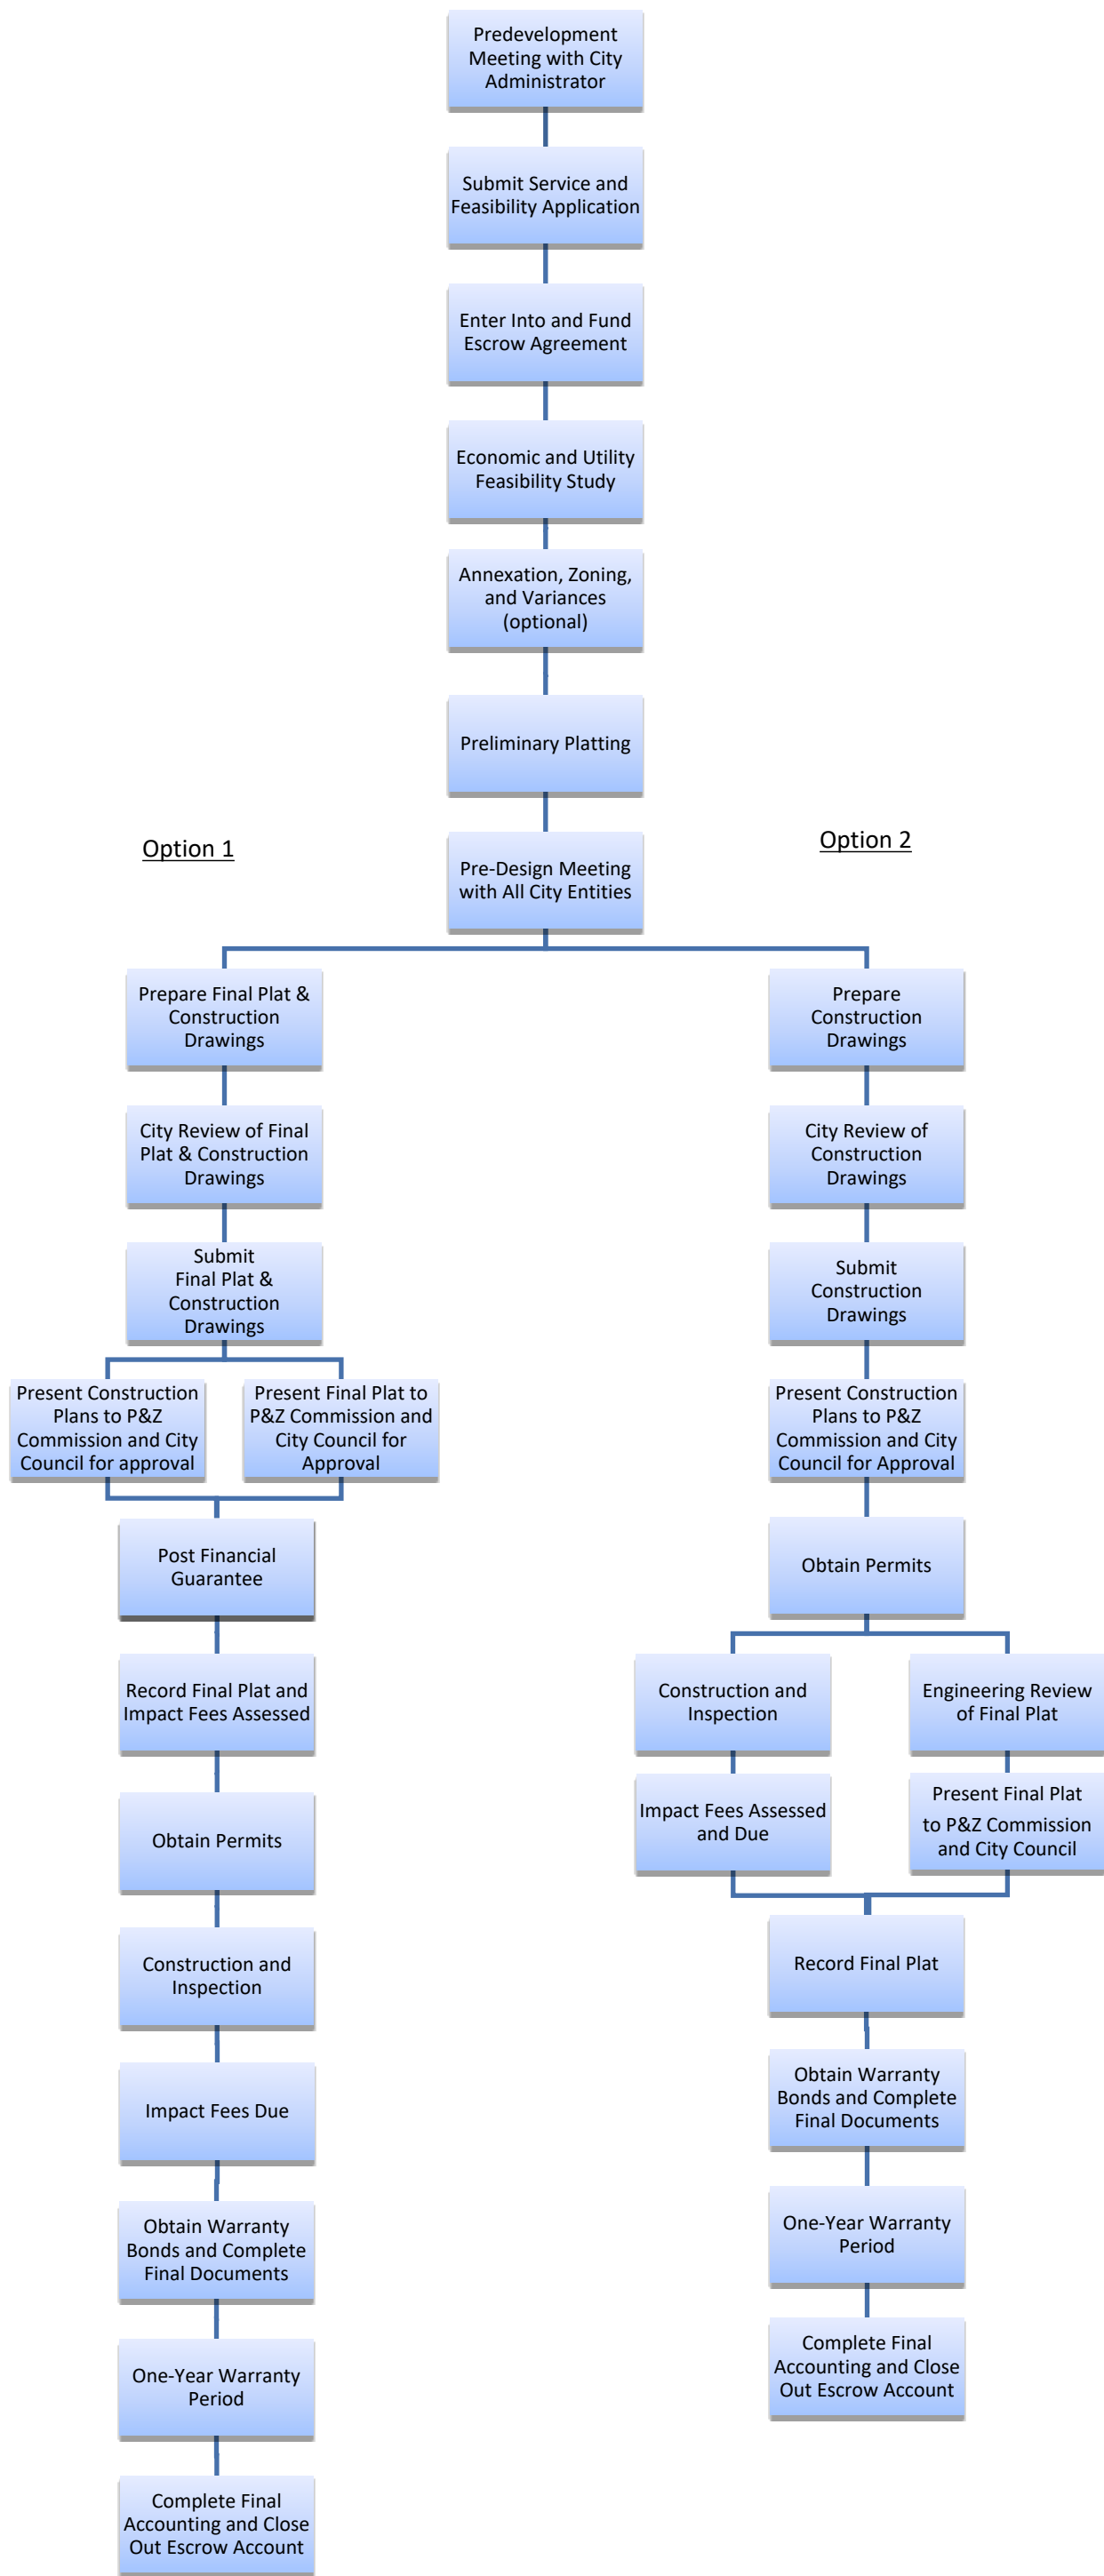 Predevelopment
Meeting with City
Administrator
Submit Service and
Feasibility Application
Enter Into and Fund
Escrow Agreement
Economic and Utility
Feasibility Study
Annexation, Zoning,
and Variances
(optional)
Preliminary Platting
Pre-Design Meeting
with All City Entities
Option 1
Prepare Final Plat &
Construction
Drawings
City Review of Final
Plat & Construction
Drawings
Submit
Final Plat &
Construction
Drawings
Present Construction
Plans to P&Z
Commission and City
Council for approval
Present Final Plat to
P&Z Commission and
City Council for
Approval
Post Financial
Guarantee
Record Final Plat and
Impact Fees Assessed
Obtain Permits
Construction and
Inspection
Impact Fees Due
Obtain Warranty
Bonds and Complete
Final Documents
One-Year Warranty
Period
Complete Final
Accounting and Close
Out Escrow Account
Option 2
Prepare
Construction
Drawings
City Review of
Construction
Drawings
Submit
Construction
Drawings
Present Construction
Plans to P&Z
Commission and City
Council for Approval
Obtain Permits
Construction and
Inspection
Impact Fees Assessed
and Due
Engineering Review
of Final Plat
Present Final Plat
to P&Z Commission
and City Council
Record Final Plat
Obtain Warranty
Bonds and Complete
Final Documents
One-Year Warranty
Period
Complete Final
Accounting and Close
Out Escrow Account